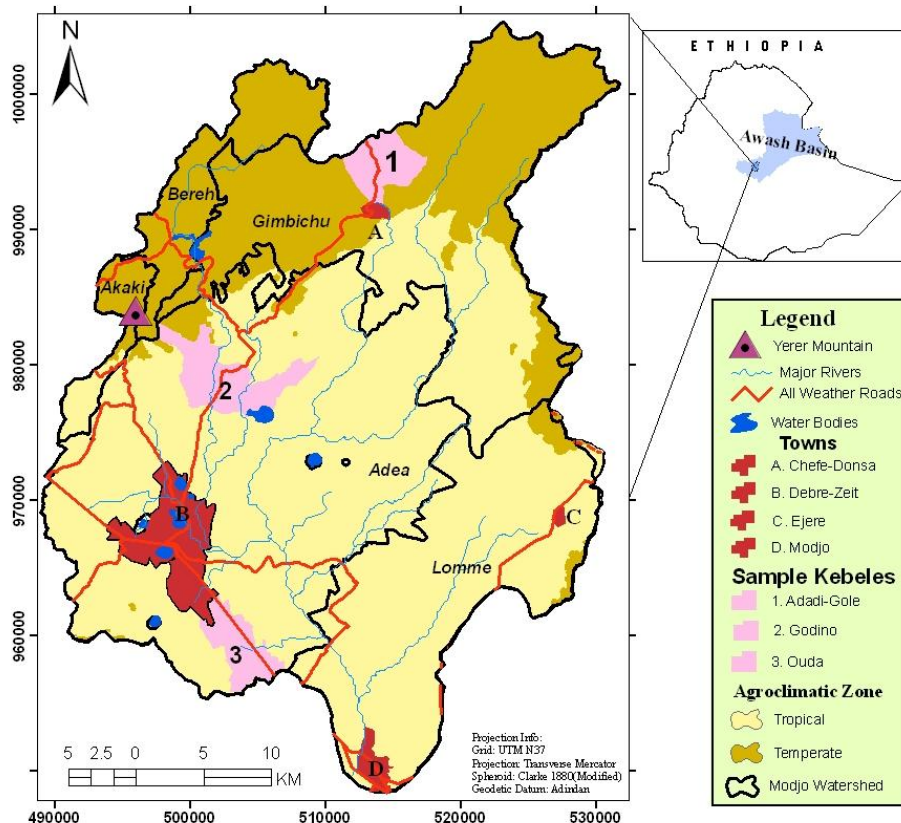 N
1000000
990000
980000
970000
960000
490000
500000
510000
520000
530000
1
Bereh
Gimbichu
A
Akaki
2
Adea
B
C
Lomme
3
D
5 2.5 0 5 10
KM
Projection Info:
Grid: UTM N37
Projection: Transverse Mercator
Spheroid: Clarke 1880(Modified)
Geodetic Datum: Adindan
ETHIOPIA
Awash Basin
Legend
Yerer Mountain
Major Rivers
All Weather Roads
Water Bodies
Towns
A. Chefe-Donsa
B. Debre-Zeit
C. Ejere
D. Modjo
Sample Kebeles
1. Adadi-Gole
2. Godino
3. Ouda
Agroclimatic Zone
Tropical
Temperate
Modjo Watershed